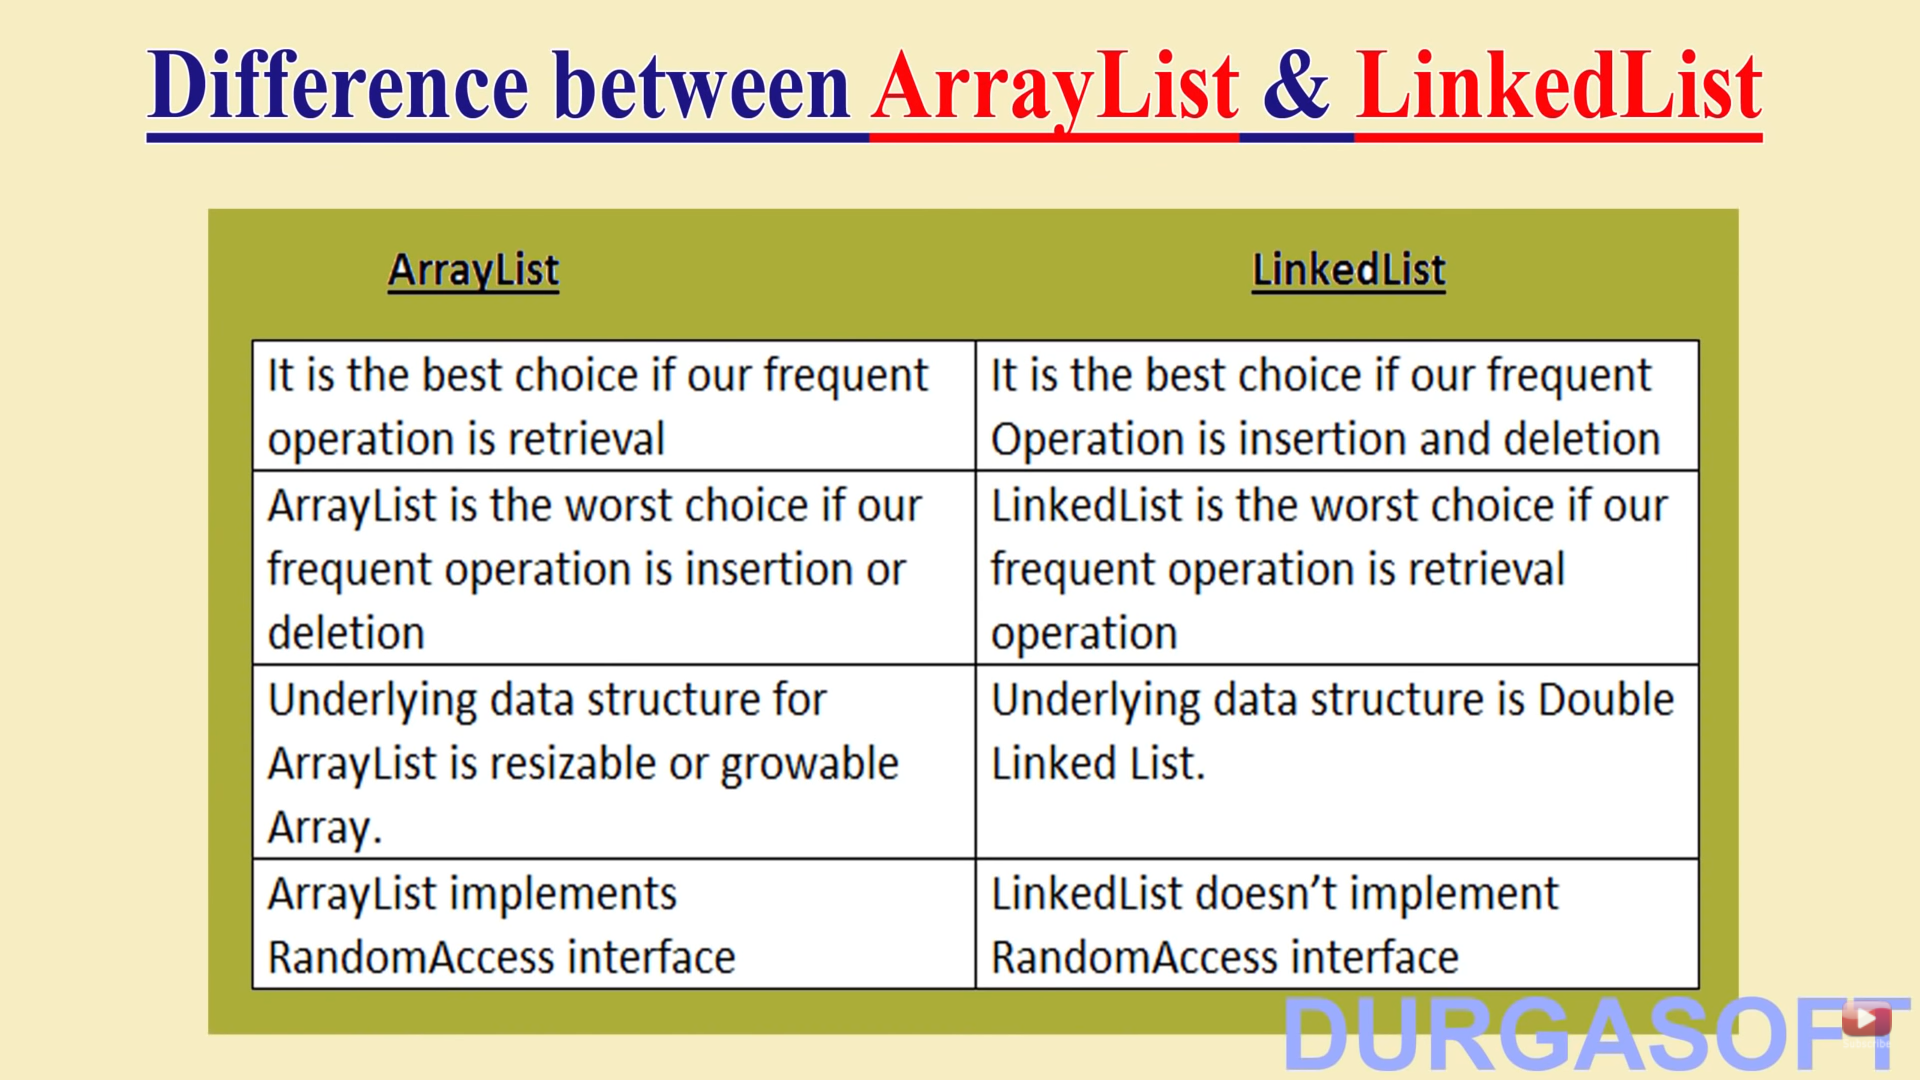 Difference between ArrayList & LinkedList
ArrayList
LinkedList
It is the best choice if our frequent
operation is retrieval
It is the best choice if our frequent
Operation is insertion and deletion
ArrayList is the worst choice if our
frequent operation is insertion or
deletion
LinkedList is the worst choice if our
frequent operation is retrieval
operation
Underlying data structure for
ArrayList is resizable or growable
Array.
Underlying data structure is Double
Linked List.
ArrayList implements
RandomAccess interface
LinkedList doesn’t implement
RandomAccess interface
DURGASOFT
Subscribe